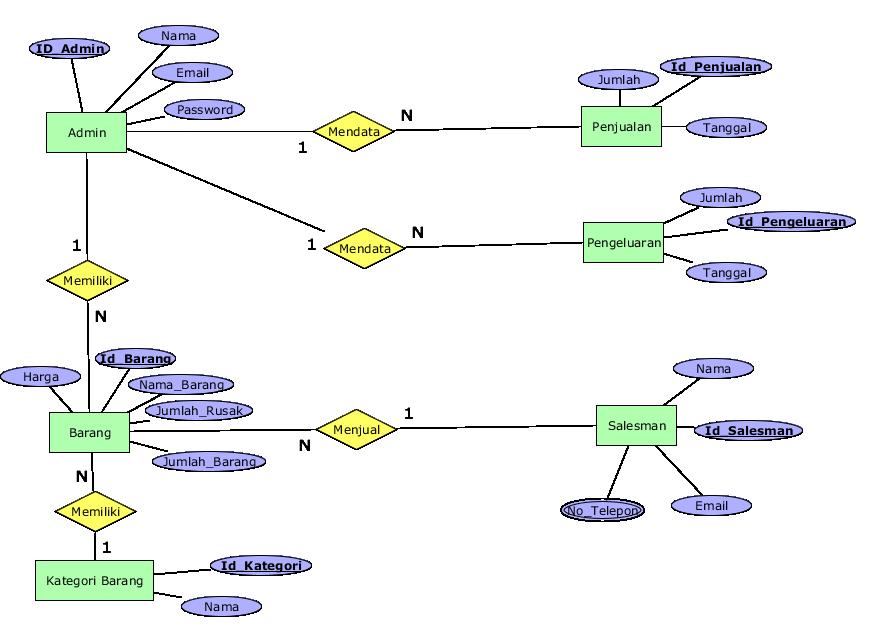 Nama
ID_Admin
Email
Password
Admin
Mendata
1
N
Jumlah
Id_Penjualan
Penjualan
Tanggal
Mendata
1
N
Jumlah
Id_Pengeluaran
Pengeluaran
Tanggal
1
Memiliki
N
Id_Barang
Harga
Nama_Barang
Jumlah_Rusak
Barang
Jumlah_Barang
N
Menjual
1
Nama
Salesman
Id_Salesman
No_Telepon
Email
N
Memiliki
1
Kategori Barang
Id_Kategori
Nama